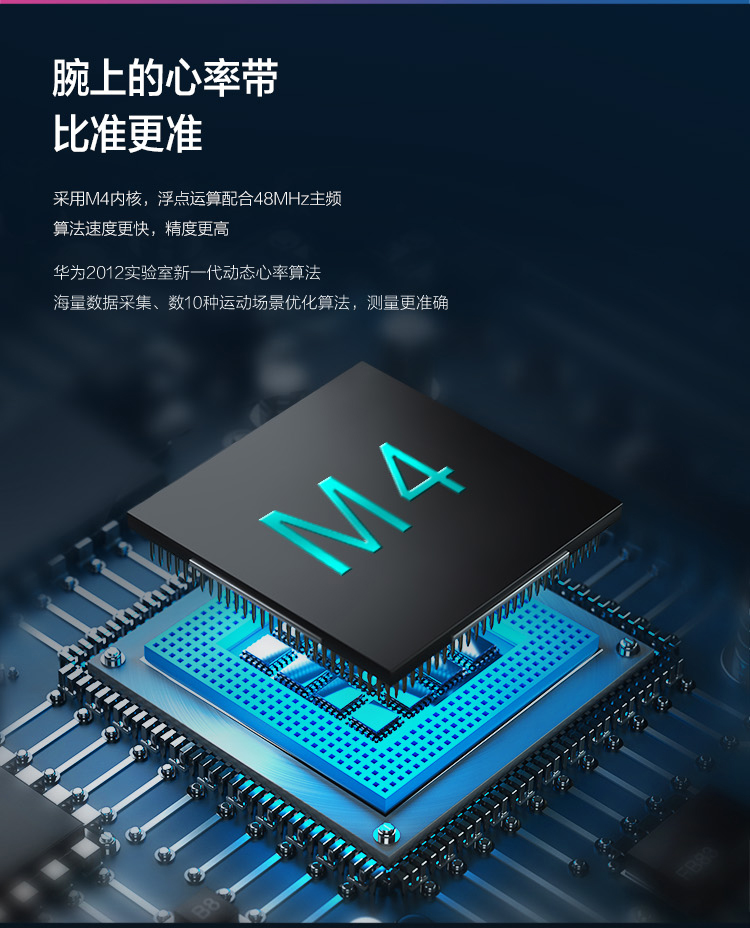 腕上的心率带
比准更准
采用M4内核，浮点运算配合48MHz主频
算法速度更快，精度更高
华为2012实验室新一代动态心率算法
海量数据采集、数10种运动场景优化算法，测量更准确
M4
B8